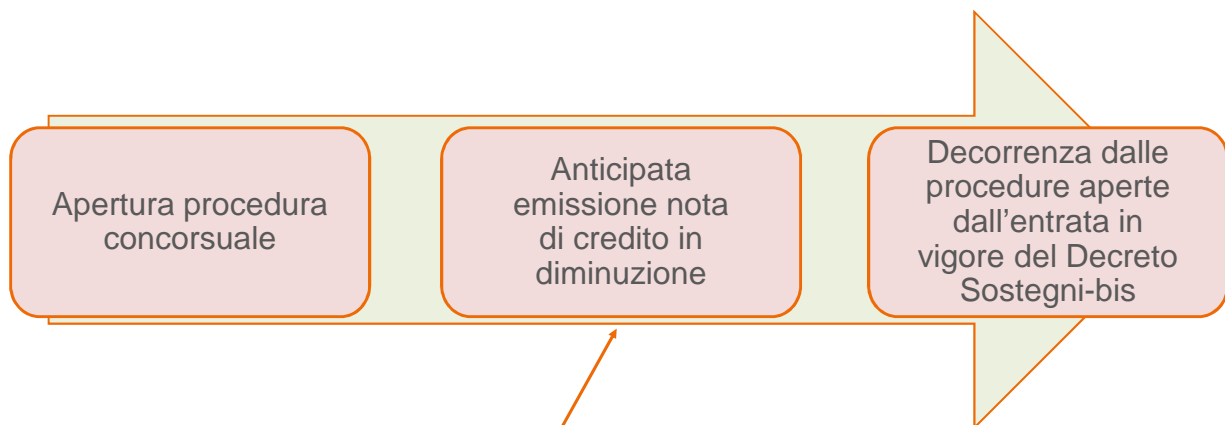 Apertura procedura
concorsuale
Anticipata
emissione nota
di credito in
diminuzione
Decorrenza dalle
procedure aperte
dall’entrata in
vigore del Decreto
Sostegni-bis